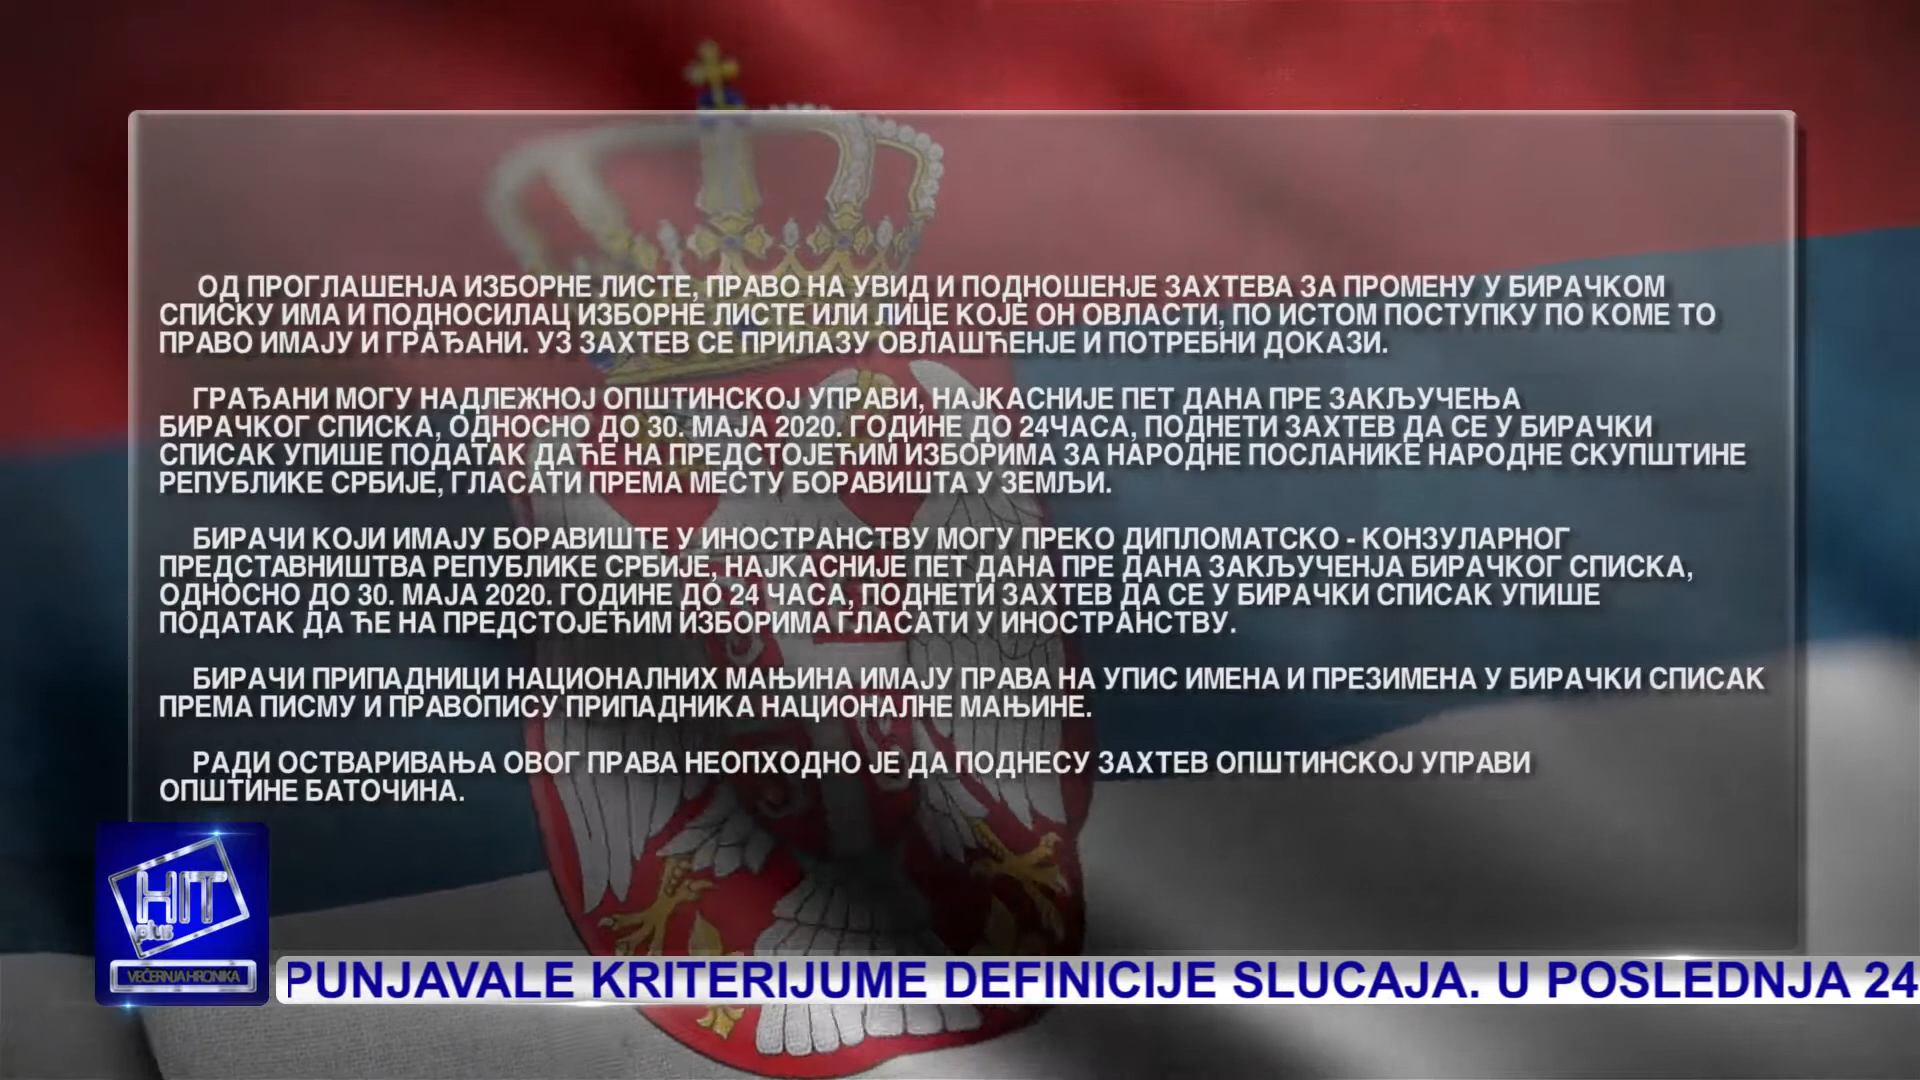 ОД ПРОГЛАШЕНЈА ИЗБОРНЕ ЛИСТЕ, ПРАВО НА УВИД И ПОДНОШЕНЈЕ ЗАХТЕВА ЗА ПРОМЕНУ У БИРАЧКОМ
СПИСКУ ИМА И ПОДНОСИЛАЦ ИЗБОРНЕ ЛИСТЕ ИЛИ ЛИЦЕ КОЈЕ ОН ОВЛАСТИ, ПО ИСТОМ ПОСТУПКУ ПО КОМЕ ТО
ПРАВО ИМАЈУ И ГРАЂАНИ. УЗ ЗАХТЕВ СЕ ПРИЛАЗУ ОВЛАШЋЕНЈЕ И ПОТРЕБНИ ДОКАЗИ.
ГРАЂАНИ МОГУ НАДЛЕЖНОЈ ОПШТИНСКОЈ УПРАВИ, НАЈКАСНИЈЕ ПЕТ ДАНА ПРЕ ЗАКЉУЧЕЊА
БИРАЧКОГ СПИСКА, ОДНОСНО ДО 30. МАЈА 2020. ГОДИНЕ ДО 24ЧАСА, ПОДНЕТИ ЗАХТЕВ ДА СЕ У БИРАЧКИ
СПИСАК УПИШЕ ПОДАТАК ДАЋЕ НА ПРЕДСТОЈЕЋИМ ИЗБОРИМА ЗА НАРОДНЕ ПОСЛАНИКЕ НАРОДНЕ СКУПШТИНЕ
РЕПУБЛИКЕ СРБИЈЕ, ГЛАСАТИ ПРЕМА МЕСТУ БОРАВИШТА У ЗЕМЉИ.
БИРАЧИ КОЈИ ИМАЈУ БОРАВИШТЕ У ИНОСТРАНСТВУ МОГУ ПРЕКО ДИПЛОМАТСКО - КОНЗУЛАРНОГ
ПРЕДСТАВНИШТВА РЕПУБЛИКЕ СРБИЈЕ, НАЈКАСНИЈЕ ПЕТ ДАНА ПРЕ ДАНА ЗАКЉУЧЕНЈА БИРАЧКОГ СПИСКА,
ОДНОСНО ДО 30. МАЈА 2020. ГОДИНЕ ДО 24 ЧАСА, ПОДНЕТИ ЗАХТЕВ ДА СЕ У БИРАЧКИ СПИСАК УПИШЕ
ПОДАТАК ДА ЋЕ НА ПРЕДСТОЈЕЋИМ ИЗБОРИМА ГЛАСАТИ У ИНОСТРАНСТВУ.
БИРАЧИ ПРИПАДНИЦИ НАЦИОНАЛНИХ МАЊИНА ИМАЈУ ПРАВА НА УПИС ИМЕНА И ПРЕЗИМЕНА У БИРАЧКИ СПИСАК
ПРЕМА ПИСМУ И ПРАВОПИСУ ПРИПАДНИКА НАЦИОНАЛНЕ МАЊИНЕ.
РАДИ ОСТВАРИВАЊА ОВОГ ПРАВА НЕОПХОДНО ЈЕ ДА ПОДНЕСУ ЗАХТЕВ ОПШТИНСКОЈ УПРАВИ
ОПШТИНЕ БАТОЧИНА.
HIT
plus
VEČERNJA HRONIKA
PUNJAVALE KRITERIJUME DEFINICIJE SLUCAJA. U POSLEDNJA 24